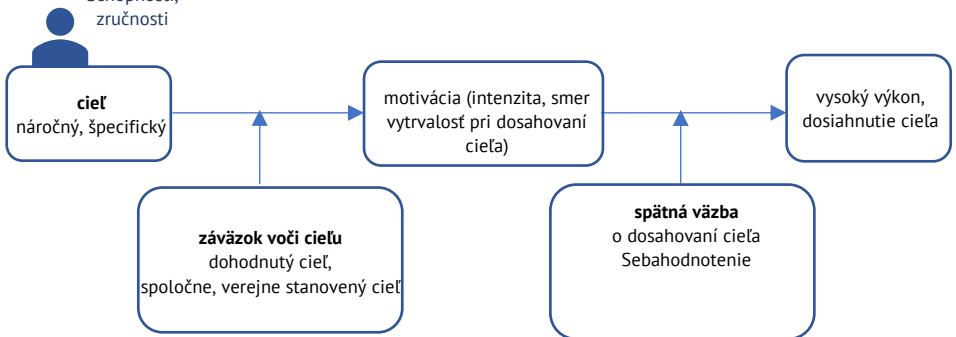 zručnosti
cieľ
náročný, špecifický
motivácia (intenzita, smer
vytrvalosť pri dosahovaní
cieľa)
vysoký výkon,
dosiahnutie cieľa
záväzok voči cieľu
dohodnutý cieľ,
spoločne, verejne stanovený cieľ
spätná väzba
o dosahovaní cieľa
Sebahodnotenie